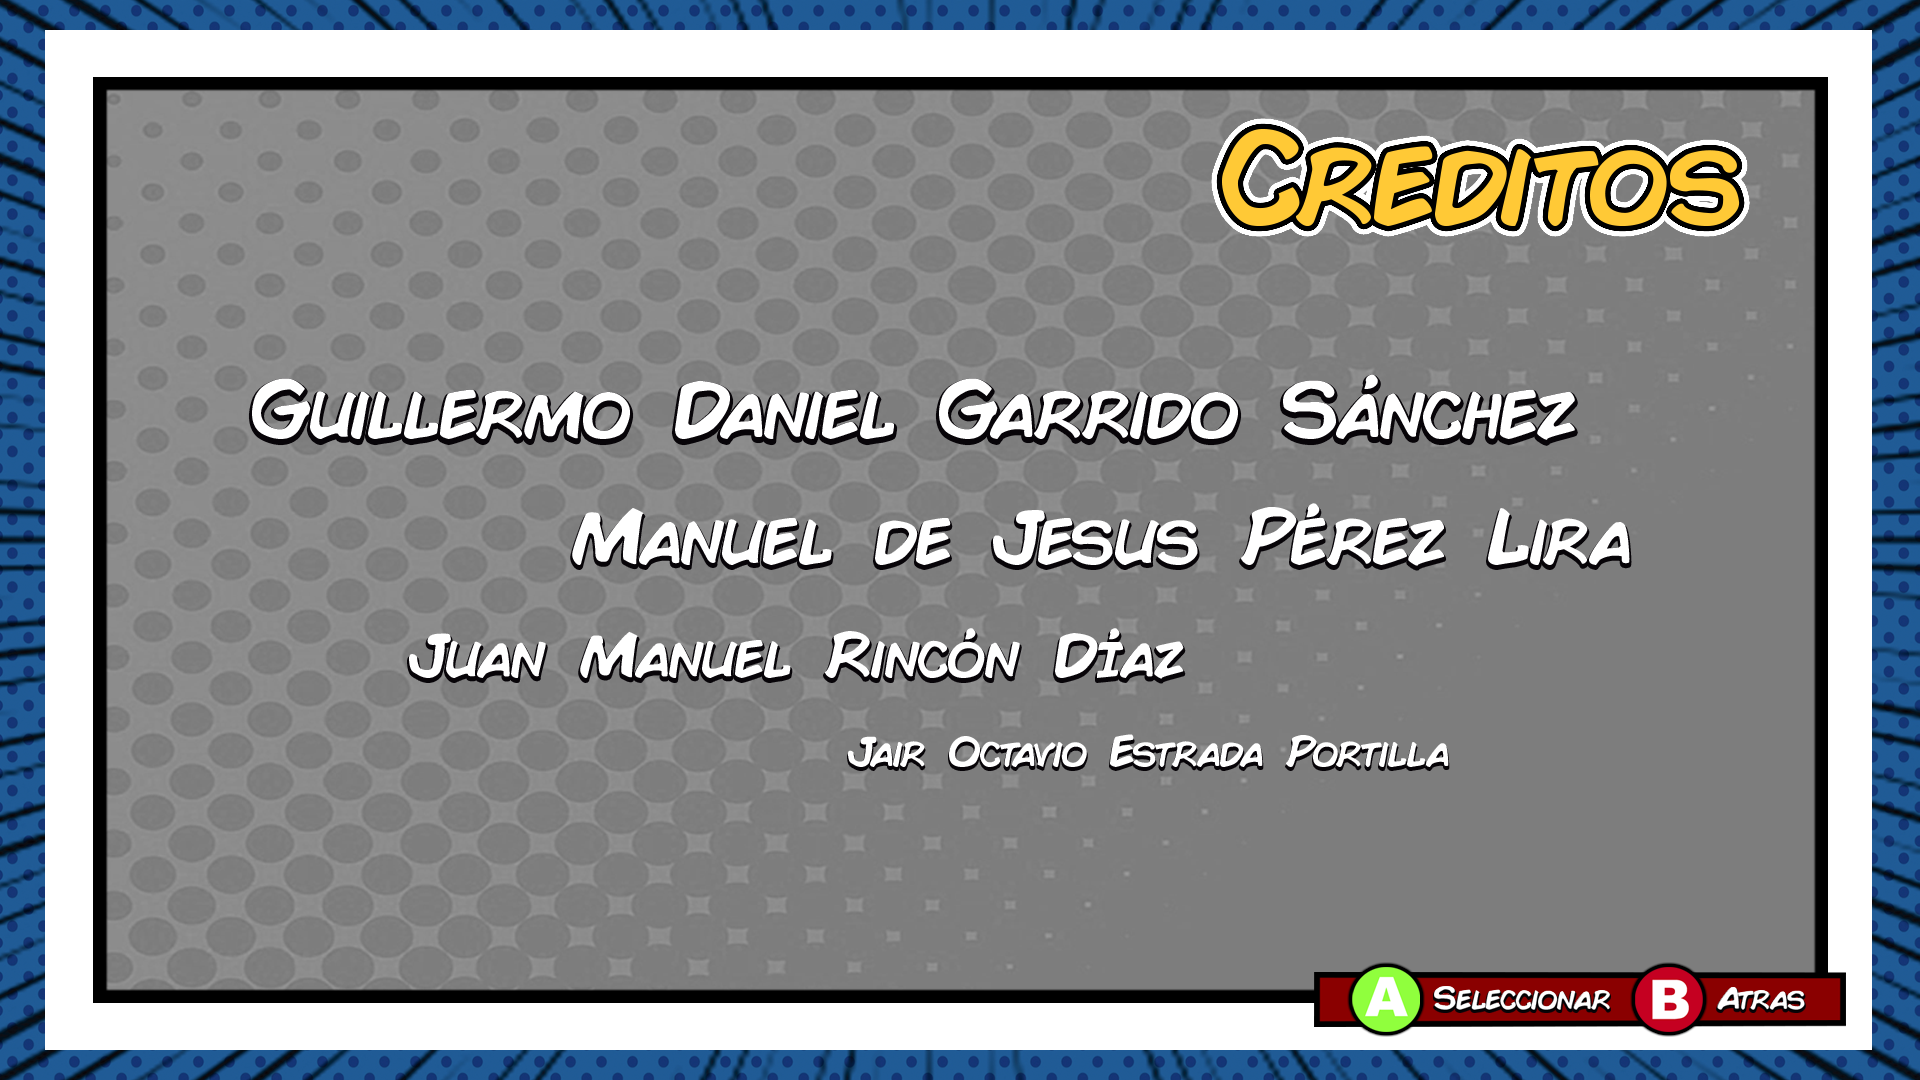 Creditos
Guillermo Daniel Garrido Sánchez
Manuel de Jesus Pérez Lira
Juan Manuel Rincón Díaz
Jair Octavio Estrada Portilla
A Seleccionar B Atras